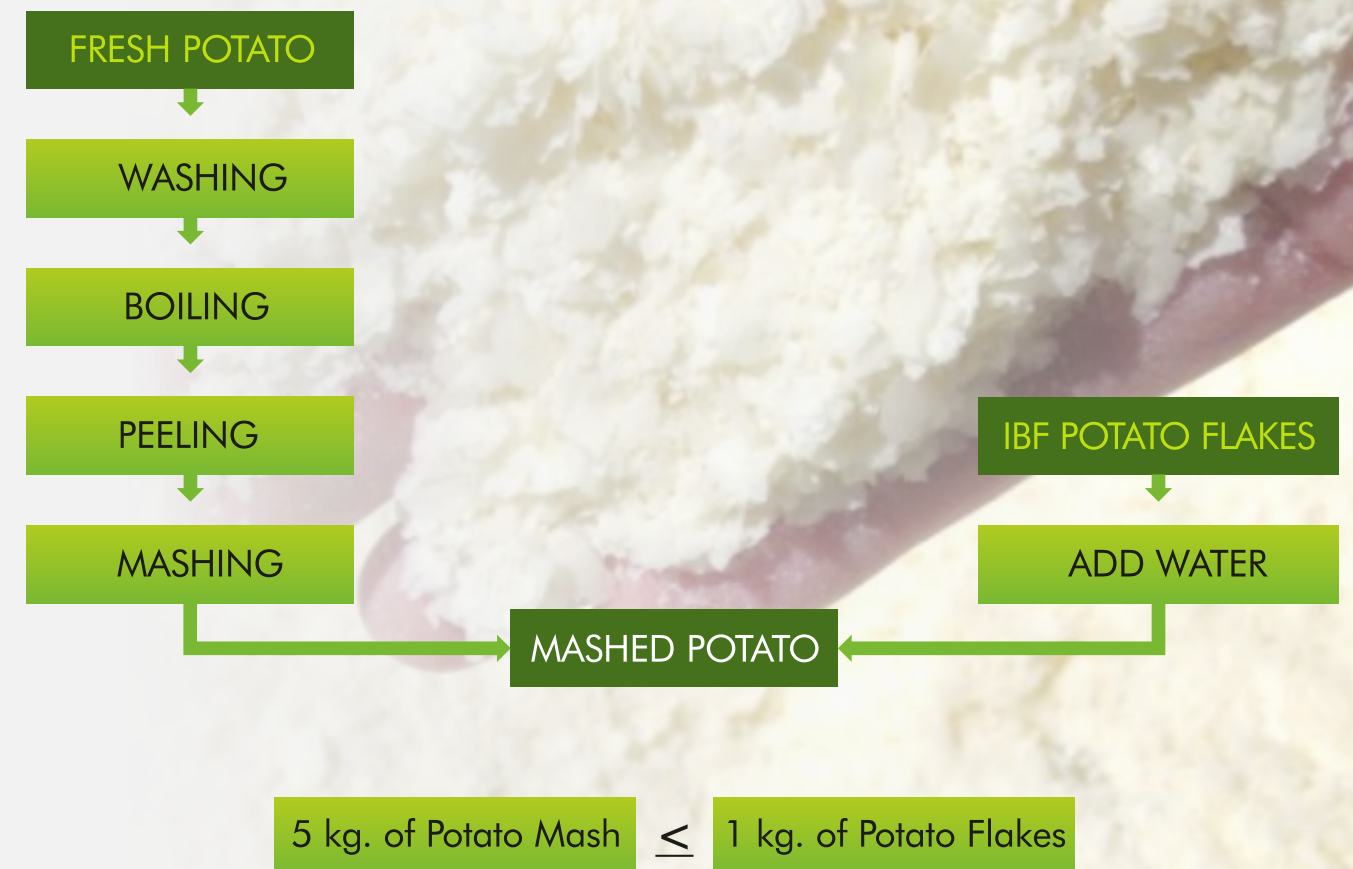 FRESH POTATO
WASHING
BOILING
PEELING
MASHING
IBF POTATO FLAKES
ADD WATER
MASHED POTATO
5 kg. of Potato Mash ≤ 1 kg. of Potato Flakes